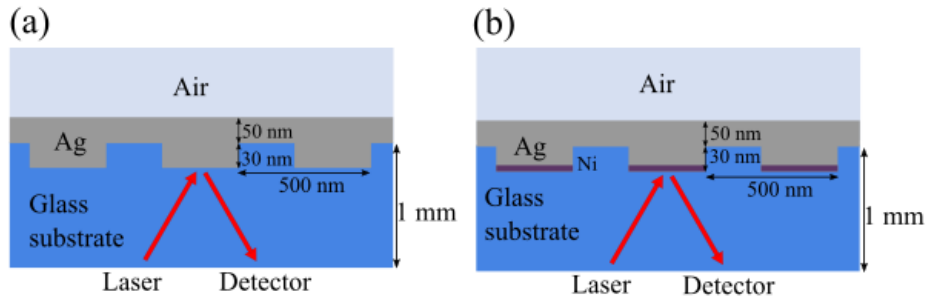 (a)
Air
Ag
50 nm
30 nm
500 nm
Glass
substrate
1 mm
Laser
Detector
(b)
Air
Ag
Ni
50 nm
30 nm
500 nm
Glass
substrate
1 mm
Laser
Detector